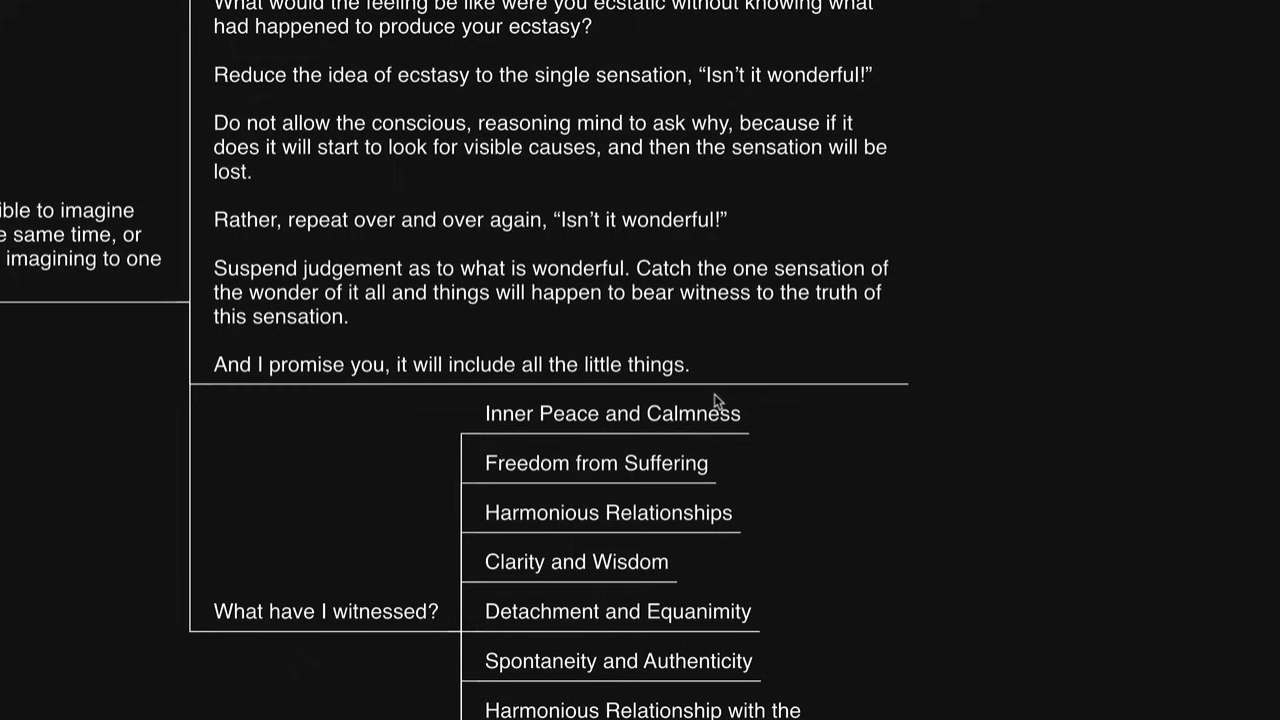 What would the feeling be like were you ecstatic without knowing what
had happened to produce your ecstasy?
Reduce the idea of ecstasy to the single sensation, “Isn’t it wonderful!”
Do not allow the conscious, reasoning mind to ask why, because if it
does it will start to look for visible causes, and then the sensation will be
lost.
Rather, repeat over and over again, “Isn’t it wonderful!”
Suspend judgement as to what is wonderful. Catch the one sensation of
the wonder of it all and things will happen to bear witness to the truth of
this sensation.
And I promise you, it will include all the little things.
ible to imagine
e same time, or
imagining to one
What have I witnessed?
Inner Peace and Calmness
Freedom from Suffering
Harmonious Relationships
Clarity and Wisdom
Detachment and Equanimity
Spontaneity and Authenticity
Harmonious Relationship with the